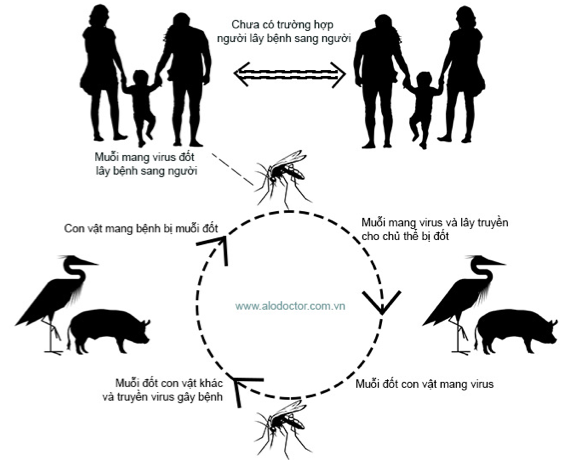 Chưa có trường hợp
người lây bệnh sang người
Muỗi mang virus đốt
lây bệnh sang người
Con vật mang bệnh bị muỗi đốt
Muỗi mang virus và lây truyền
cho chủ thể bị đốt
www.alodoctor.com.vn
Muỗi đốt con vật khác
và truyền virus gây bệnh
Muỗi đốt con vật mang virus